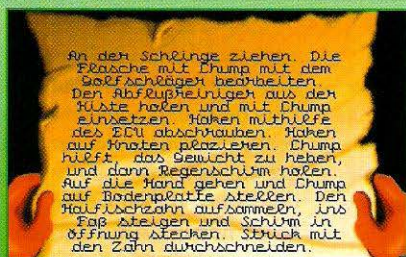 An der Schlinge ziehen. Die
Flasche mit Chump mit dem
Golfschläger bearbeiten.
Den Abflußreiniger aus der
Kiste holen und mit Chump
einsetzen. Haken mithilfe
des ECU abschrauben. Haken
auf Knoten plazieren. Chump
hilft, das Gewicht zu heben,
und dann Regenschirm holen.
Auf die Hand gehen und Chump
auf Bodenplatte stellen. Den
Haifischzahn aufsammeln, ins
Faß steigen und Schirm in
Öffnung stecken. Strick mit
den Zahn durchschneiden.